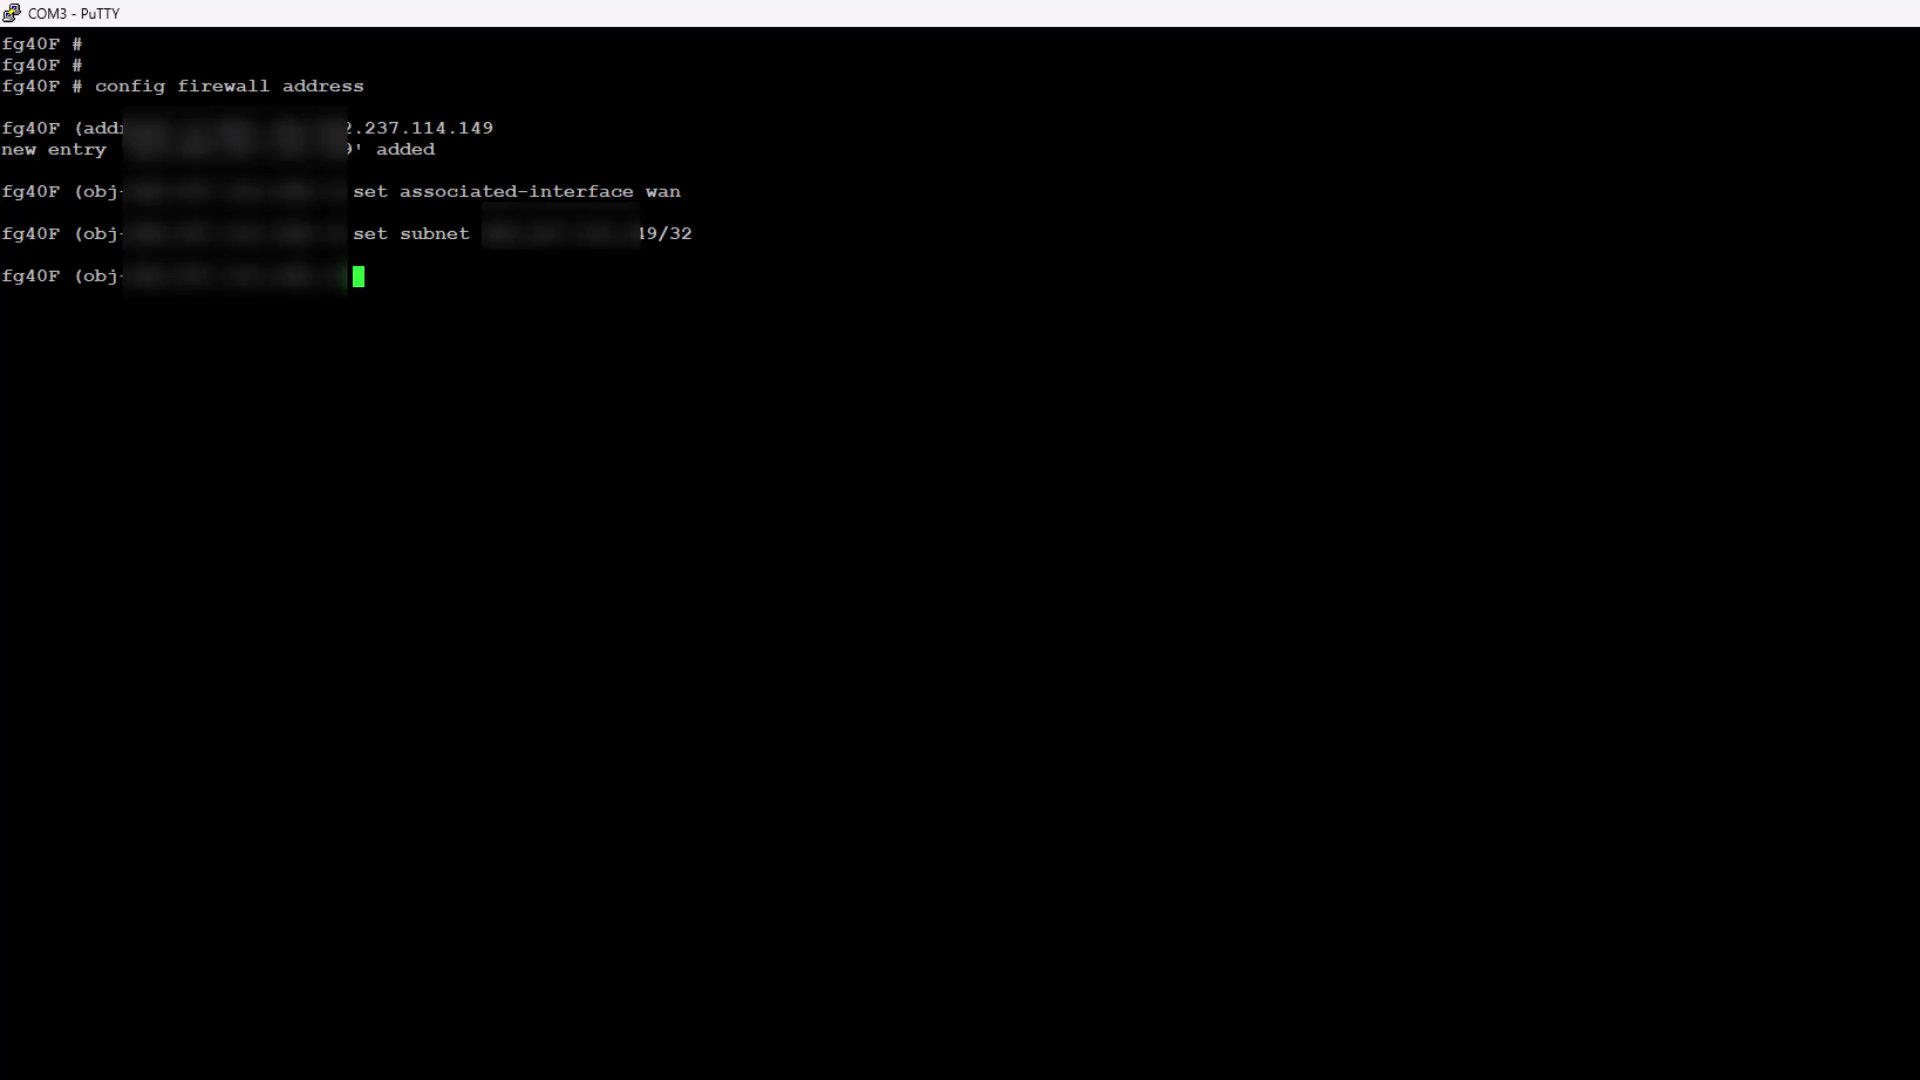 COM3 - PuTTY
fg40F #
fg40F #
fg40F # config firewall address
fg40F (addr .237.114.149
new entry ' added
fg40F (obj- set associated-interface wan
fg40F (obj- set subnet 49/32
fg40F (obj-